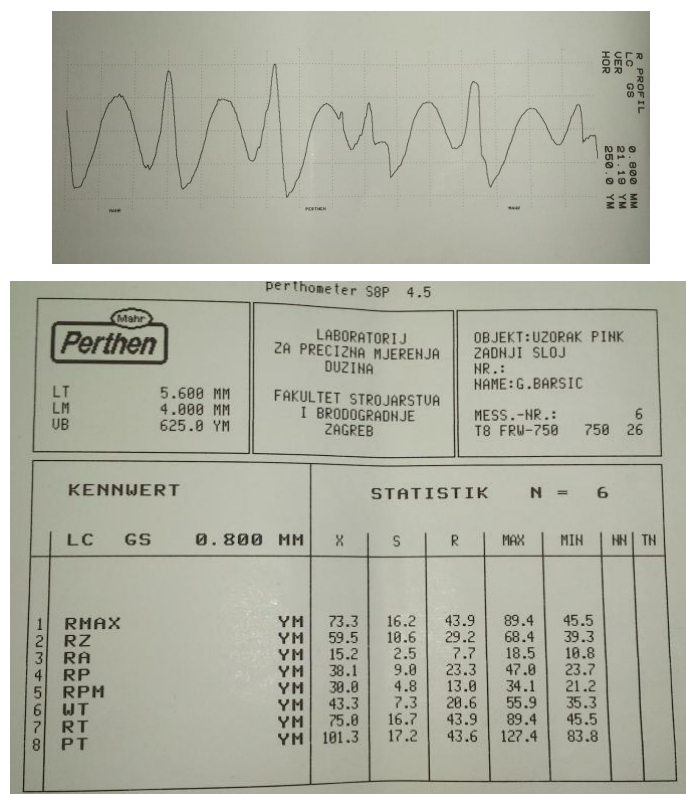 R PROFIL
LC GS 0.800 MM
VER 21.19 YM
HOR 250.0 YM
MAHR
PERTHEN
MAHR
perthometer S8P 4.5
Mahr
Perthen
LT 5.600 MM
LM 4.000 MM
VB 625.0 YM
LABORATORIJ
ZA PRECIZNA MJERENJA
DUZINA
FAKULTET STROJARSTVA
I BRODOGRADNJE
ZAGREB
OBJEKT:UZORAK PINK
ZADNJI SLOJ
NR.:
NAME:G.BARSIC
MESS.-NR.: 6
T8 FRW-750 750 26
KENNWERT
STATISTIK N = 6
LC GS 0.800 MM X S R MAX MIN NN TN
1 RMAX YM 73.3 16.2 43.9 89.4 45.5
2 RZ YM 59.5 10.6 29.2 68.4 39.3
3 RA YM 15.2 2.5 7.7 18.5 10.8
4 RP YM 38.1 9.0 23.3 47.0 23.7
5 RPM YM 30.0 4.8 13.0 34.1 21.2
6 WT YM 43.3 7.3 20.6 55.9 35.3
7 RT YM 75.0 16.7 43.9 89.4 45.5
8 PT YM 101.3 17.2 43.6 127.4 83.8